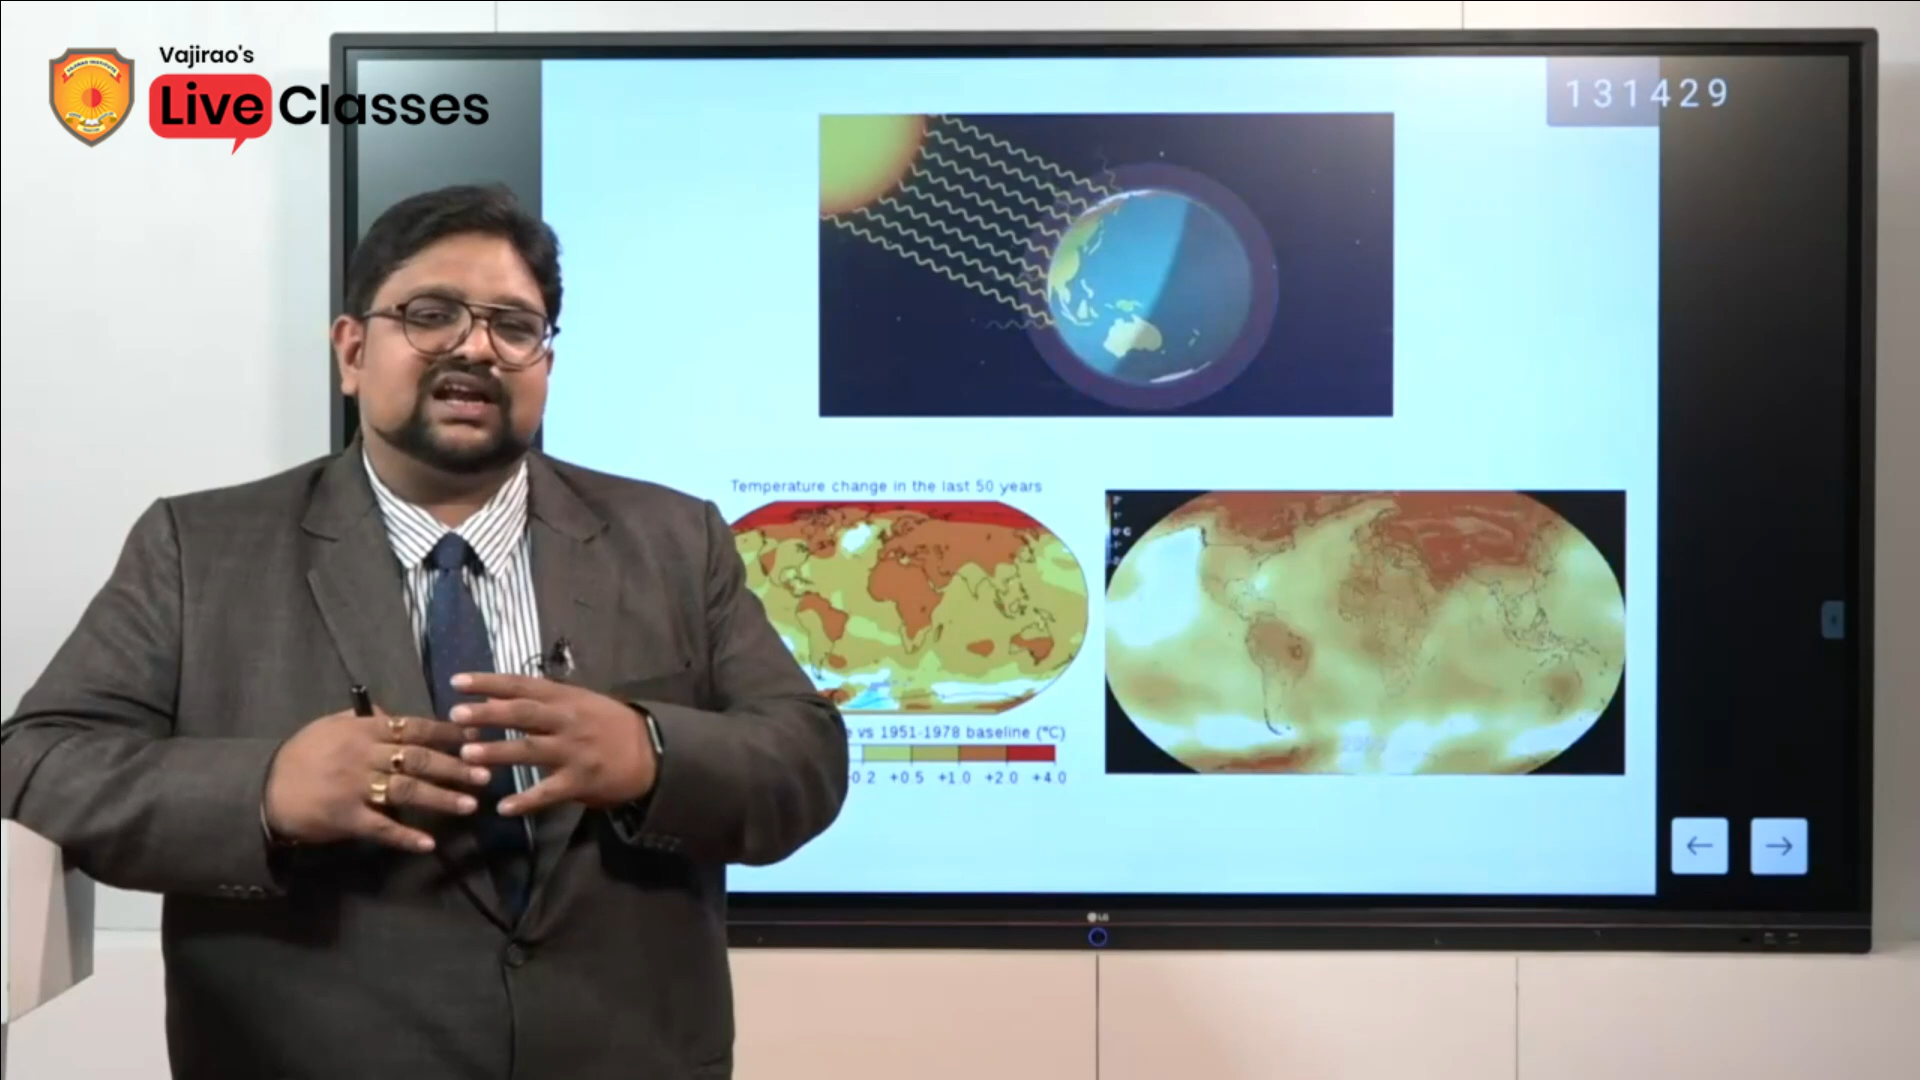 Vajirao's
Live Classes
131429
Temperature change in the last 50 years
vs 1951-1978 baseline (°C)
+0.5 +1.0 +2.0 +4.0
LG